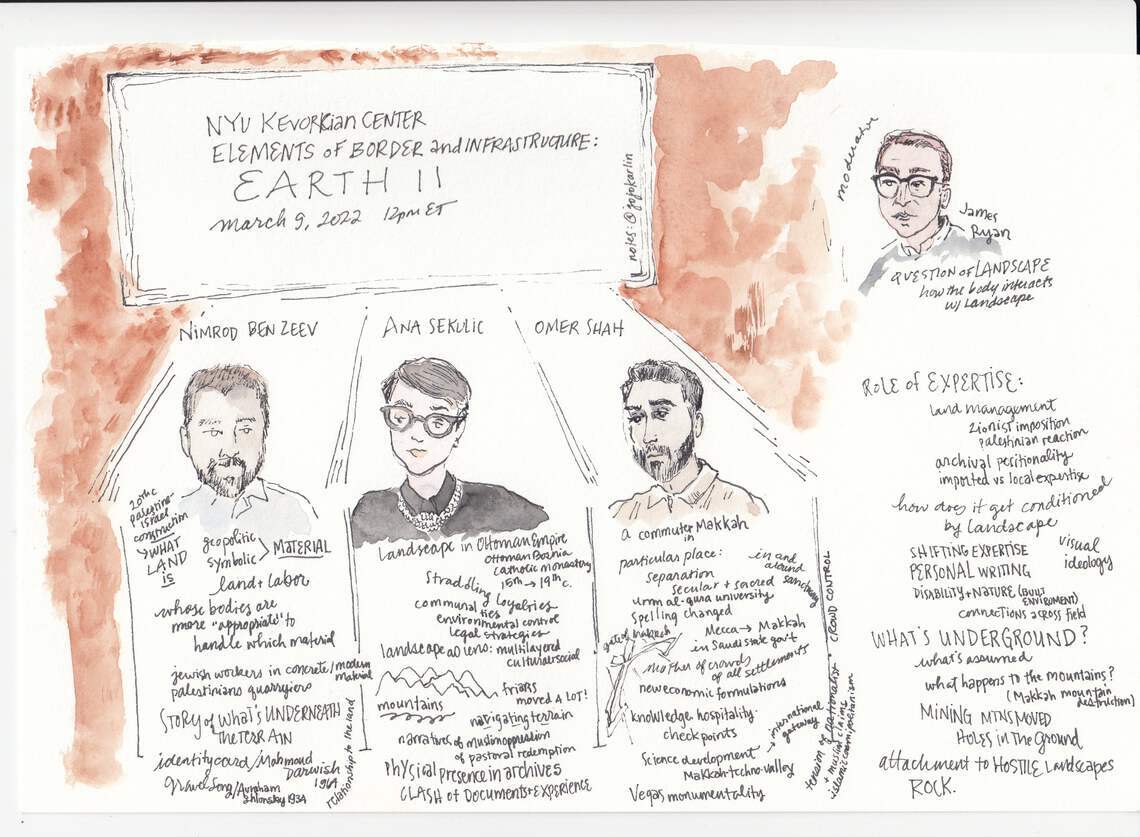 NYU KEVORKian CENTER
ELEMENTS of BORDER and INFRASTRUCTURE:
EARTH II
march 9, 2022 12pm ET
notes: @jojokarlin
moderator
James
Ryan
QUESTION of LANDSCAPE
how the body interacts
w/ Landscape
NIMROD BEN ZEEV
20th c
palestine-
israel
construction
→ WHAT
LAND
is
geopolitic
symbolic
MATERIAL
land + labor
whose bodies are
more "appropriate" to
handle which material
jewish workers in concrete/modern
material
palestinians quarryiers
STORY of WHAT'S UNDERNEATH
the TERRAIN
identity card/Mahmoud
Darwish
1964
Gravel Song/Avraham
Shlonsky 1934
relationship to the land
ANA SEKULIC
Landscape in Ottoman Empire
Ottoman Bosnia
Catholic monastery
15th → 19th c.
Straddling loyalties
communal ties
environmental control
legal strategies
landscape as lens: multilayered
cultural social
mountains
friars
moved A LOT!
navigating terrain
narratives of muslim oppression
of pastoral redemption
Physical presence in archives
CLASH of Documents + Experience
OMER SHAH
a commuter Makkah
in
particular place:
separation
secular + sacred
in and
around
sanctuary
umm al-qura university
Spelling changed
gate of makkah
Mecca → Makkah
in Saudi state gov't
mother of crowds
of all settlements
new economic formulations
knowledge hospitality:
check points
Science development → international
gateway
Makkah-techno-valley
Vegas monumentality
CROWD CONTROL
tension of nationalist
+ muslim claims
islamic cosmopolitanism
ROLE of EXPERTISE:
land management
zionist imposition
palestinian reaction
archival positionality
imported vs local expertise
how does it get conditioned
by landscape
SHIFTING EXPERTISE
visual
ideology
PERSONAL WRITING
DISABILITY + NATURE (BUILT
ENVIROMENT)
connections across field
WHAT'S UNDERGROUND?
what's assumed
what happens to the mountains?
(Makkah mountain
destruction)
MINING MTNS MOVED
HOLES in the GROUND
attachment to HOSTILE Landscapes
ROCK.